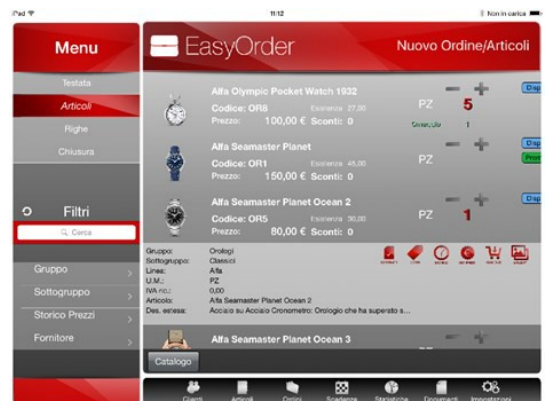 iPad
11:12
Non in carica
Menu
EasyOrder
Nuovo Ordine/Articoli
Testata
Articoli
Righe
Chiusura
Filtri
Cerca
Gruppo
Sottogruppo
Storico Prezzi
Fornitore
Alfa Olympic Pocket Watch 1932
Codice: OR8 Esistenza 27,00
Prezzo: 100,00 € Sconti: 0
PZ 5
1
Disp
Alfa Seamaster Planet
Codice: OR1 Esistenza 45,00
Prezzo: 150,00 € Sconti: 0
PZ
Disp
Prom
Alfa Seamaster Planet Ocean 2
Codice: OR5 Esistenza 30,00
Prezzo: 80,00 € Sconti: 0
PZ 1
Disp
Gruppo: Orologi
Sottogruppo: Classici
Linea: Alfa
U.M.: PZ
0,00
Articolo: Alfa Seamaster Planet Ocean 2
Des. estesa: Acciaio su Acciaio Cronometro: Orologio che ha superato s...
Alfa Seamaster Planet Ocean 3
Catalogo
Clienti
Articoli
Ordini
Scadenze
Statistiche
Documenti
Impostazioni